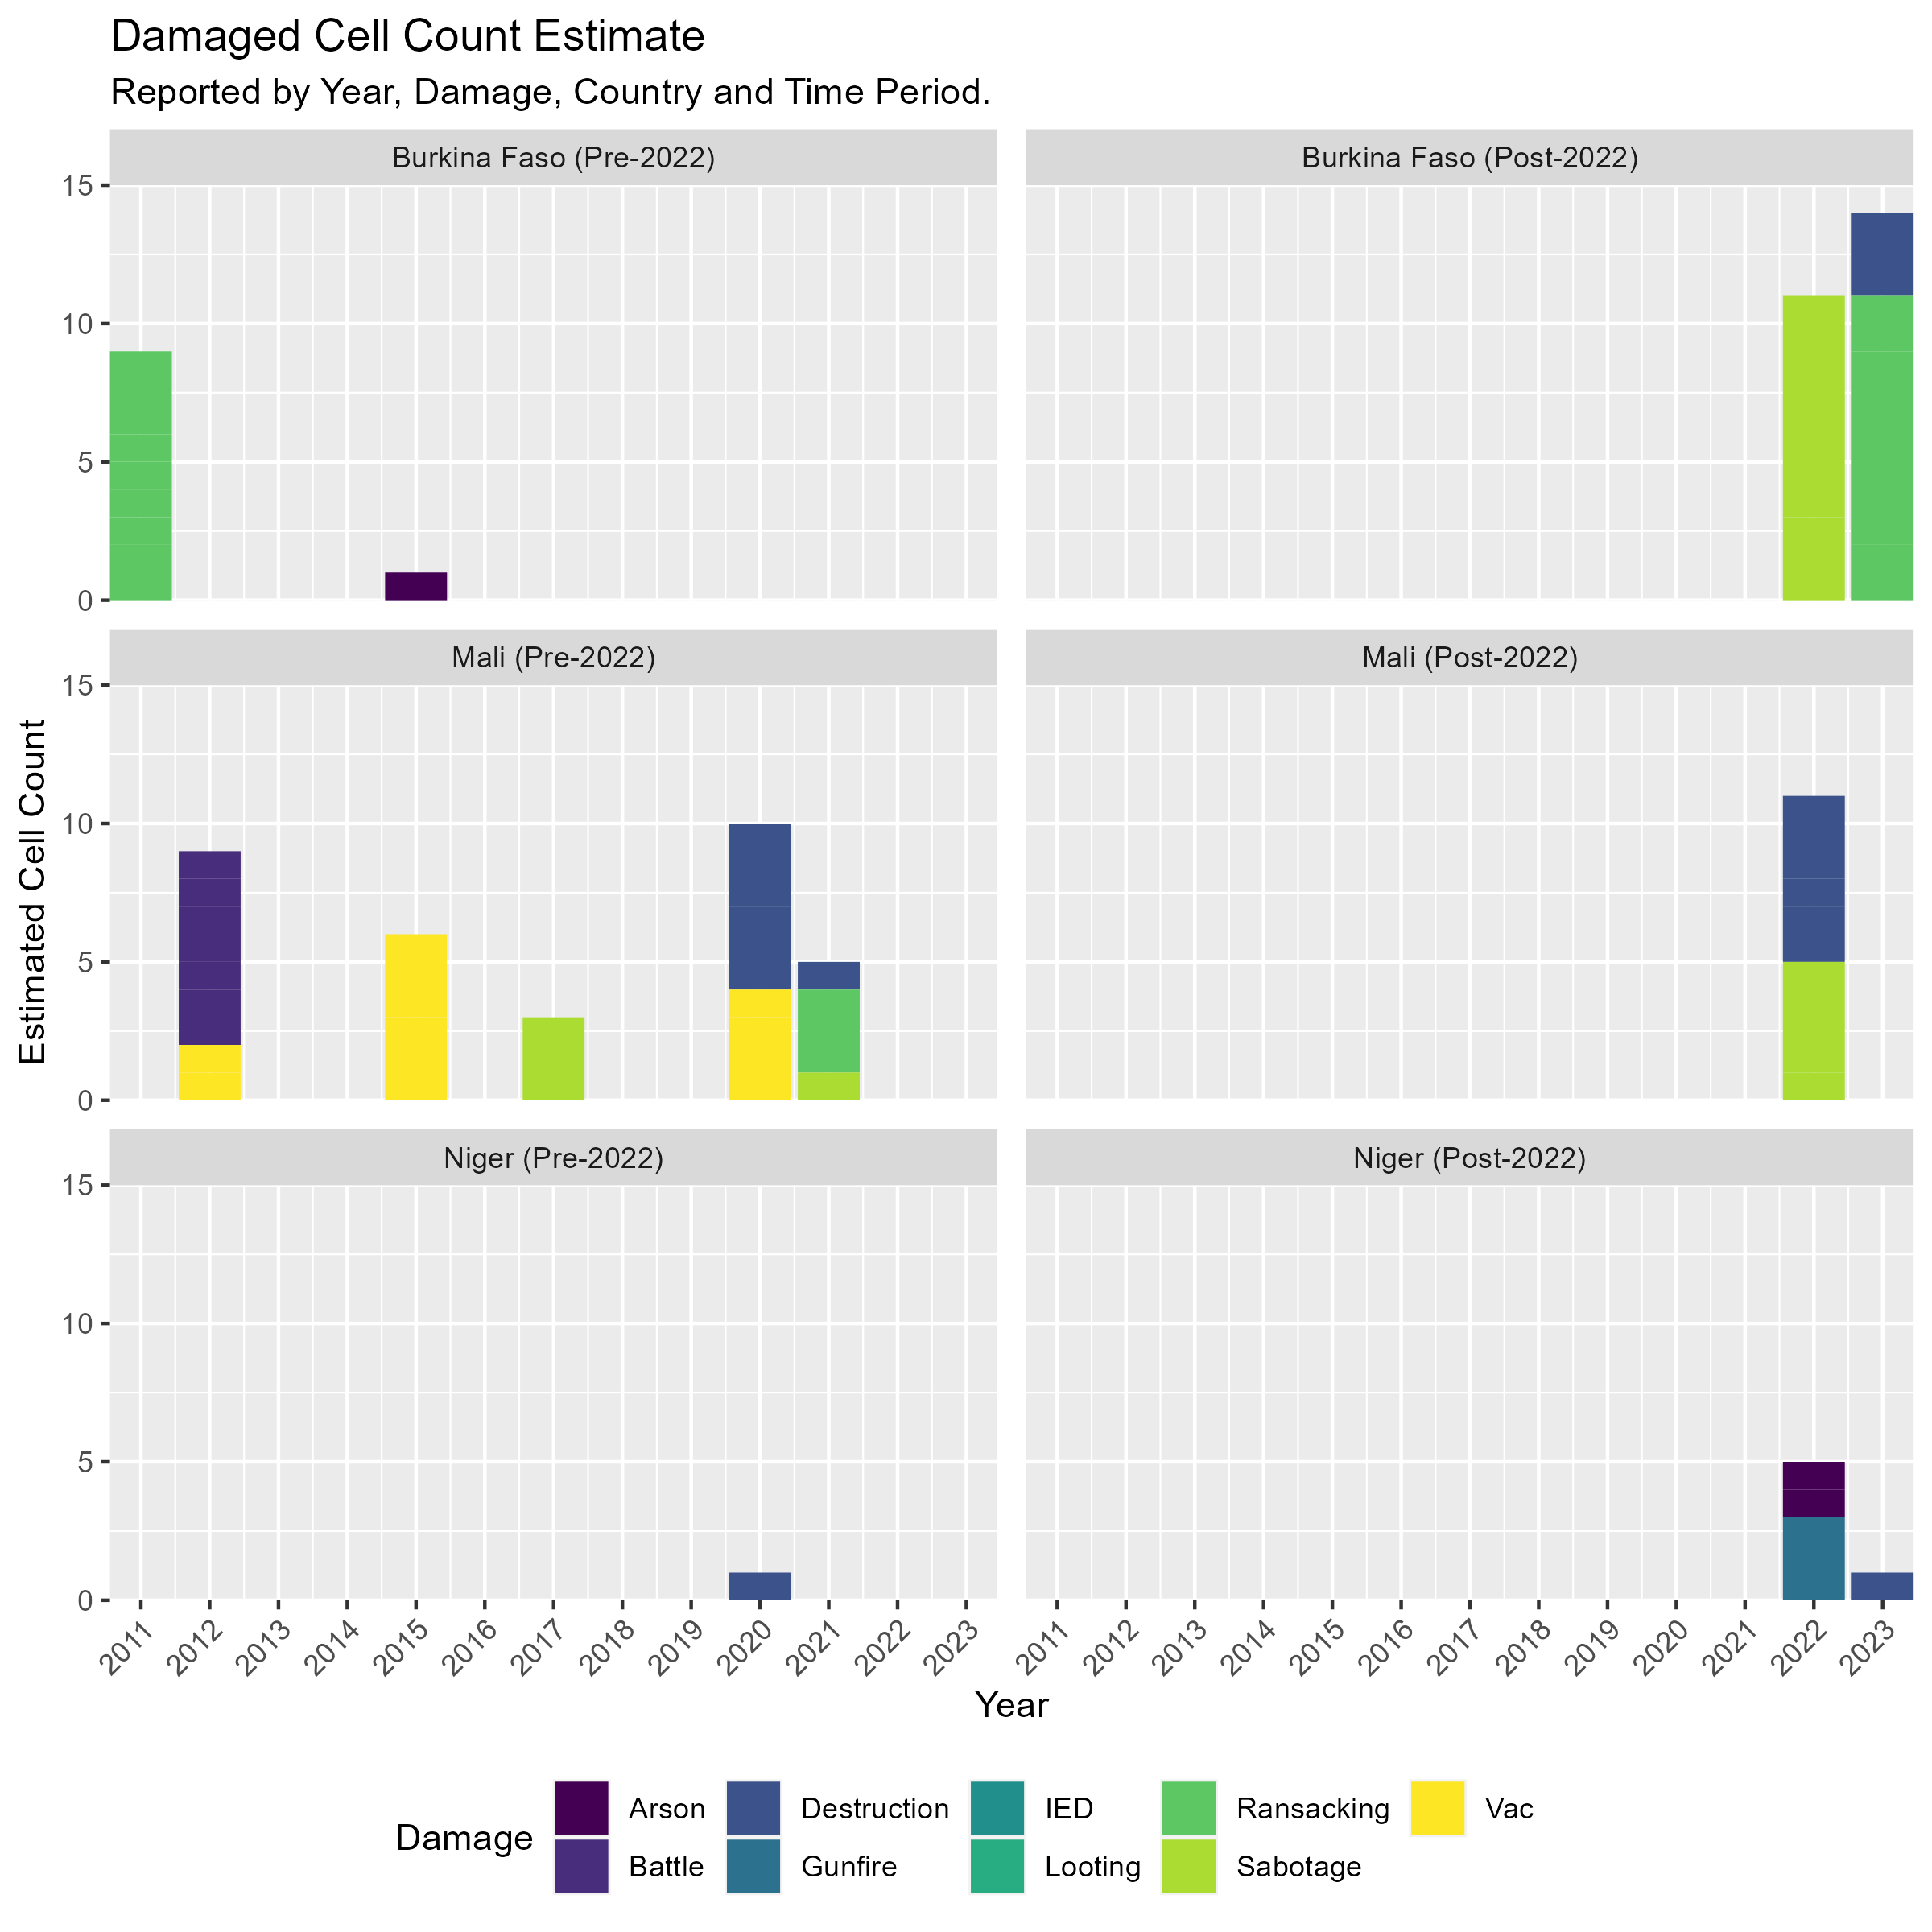 Damaged Cell Count Estimate
Reported by Year, Damage, Country and Time Period.
Burkina Faso (Pre-2022)
Burkina Faso (Post-2022)
15
10
5
0
Mali (Pre-2022)
Mali (Post-2022)
15
10
5
0
Estimated Cell Count
Niger (Pre-2022)
Niger (Post-2022)
15
10
5
0
2011 2012 2013 2014 2015 2016 2017 2018 2019 2020 2021 2022 2023
2011 2012 2013 2014 2015 2016 2017 2018 2019 2020 2021 2022 2023
Year
Damage
Arson Destruction IED Ransacking Vac
Battle Gunfire Looting Sabotage